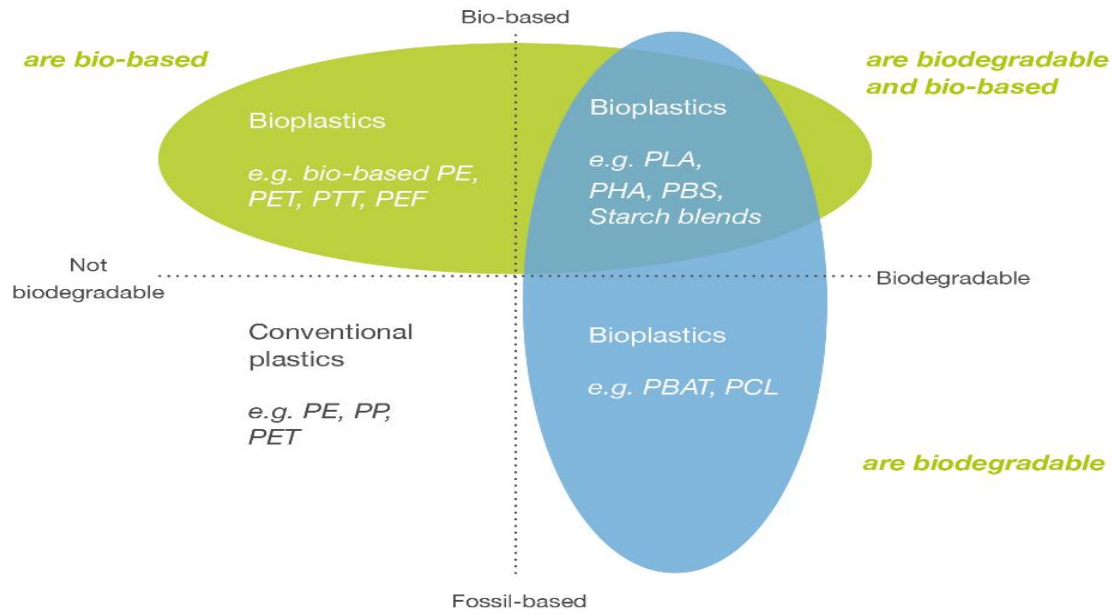 Bio-based
are bio-based
are biodegradable
and bio-based
Bioplastics
e.g. bio-based PE,
PET, PTT, PEF
Bioplastics
e.g. PLA,
PHA, PBS,
Starch blends
Not
biodegradable
Biodegradable
Conventional
plastics
e.g. PE, PP,
PET
Bioplastics
e.g. PBAT, PCL
are biodegradable
Fossil-based